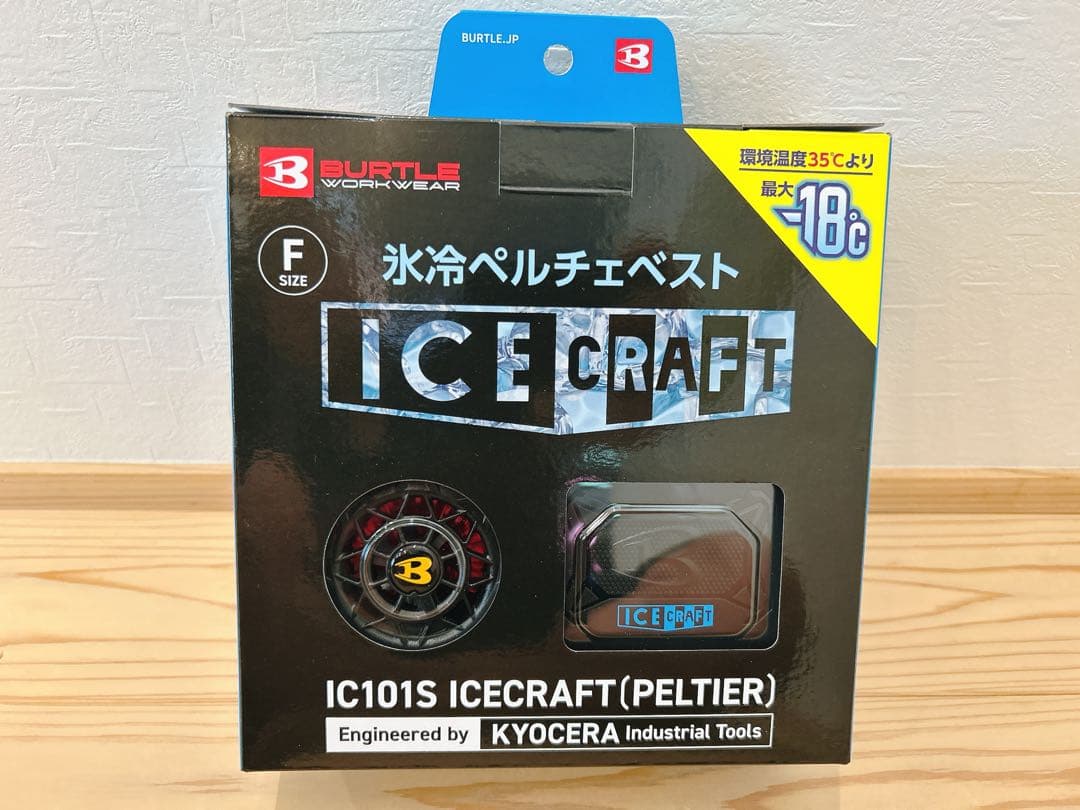 BURTLE.JP
B
B BURTLE
WORKWEAR
環境温度35℃より
最大-18℃
F
SIZE
氷冷ペルチェベスト
ICE CRAFT
B
ICE CRAFT
IC101S ICECRAFT(PELTIER)
Engineered by KYOCERA Industrial Tools